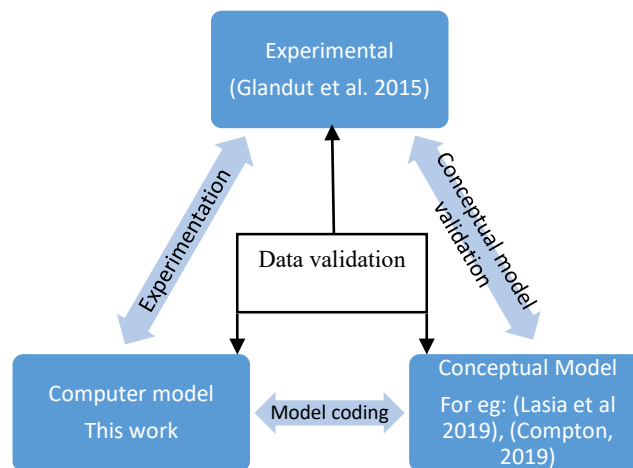 Experimental
(Glandut et al. 2015)
Experimentation
Conceptual model
validation
Data validation
Computer model
This work
Model coding
Conceptual Model
For eg: (Lasia et al
2019), (Compton,
2019)